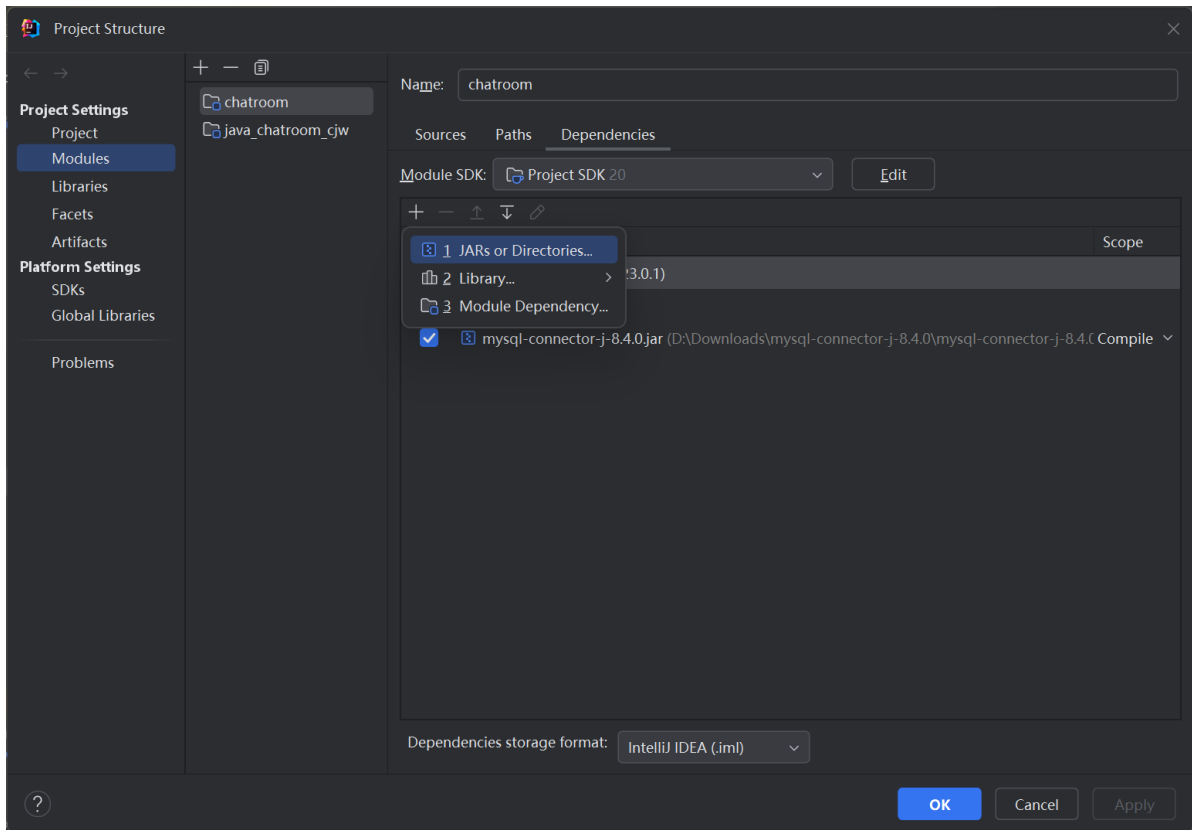 Project Structure
Project Settings
Project
Modules
Libraries
Facets
Artifacts
Platform Settings
SDKs
Global Libraries
Problems
chatroom
java_chatroom_cjw
Name: chatroom
Sources Paths Dependencies
Module SDK: Project SDK 20 Edit
Scope
1 JARs or Directories...
2 Library...
3 Module Dependency...
23.0.1)
mysql-connector-j-8.4.0.jar (D:\Downloads\mysql-connector-j-8.4.0\mysql-connector-j-8.4.0 Compile
Dependencies storage format: IntelliJ IDEA (.iml)
? OK Cancel Apply